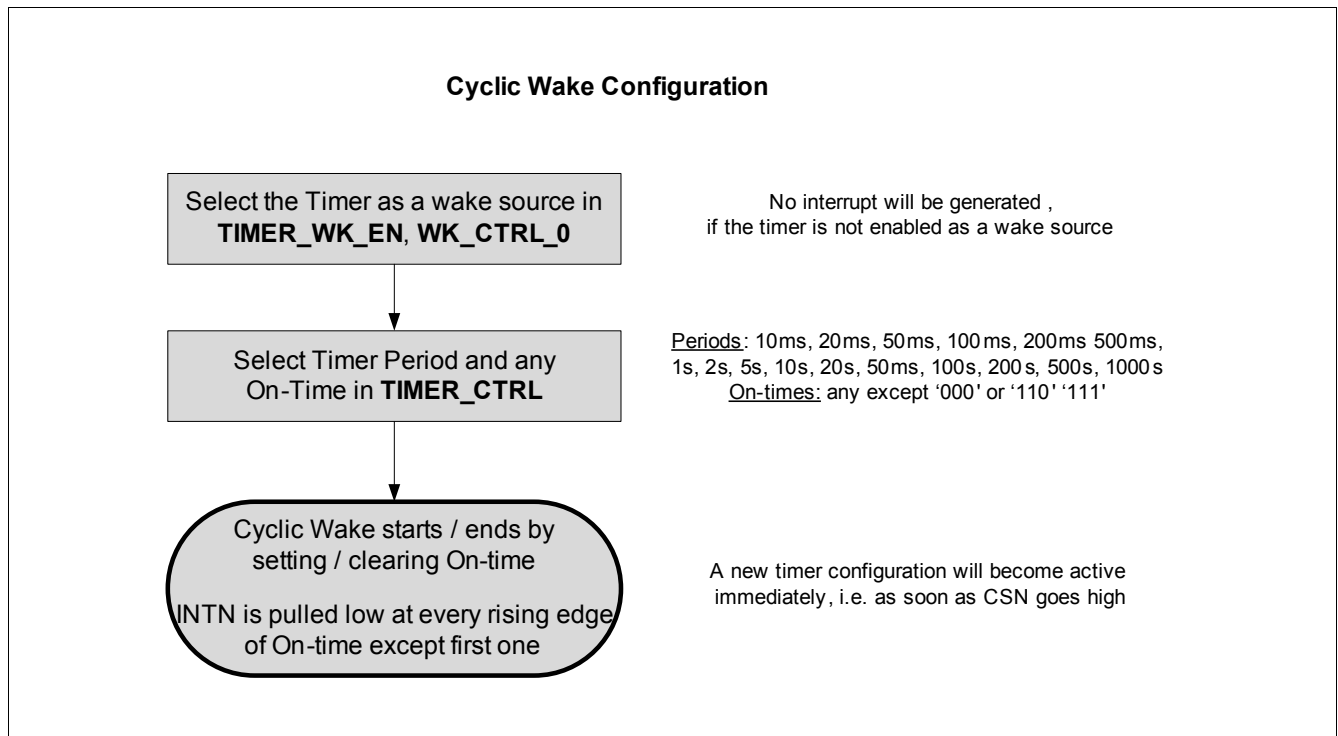 Cyclic Wake Configuration
Select the Timer as a wake source in
TIMER_WK_EN, WK_CTRL_0
No interrupt will be generated ,
if the timer is not enabled as a wake source
Select Timer Period and any
On-Time in TIMER_CTRL
Periods: 10ms, 20ms, 50ms, 100ms, 200ms 500ms,
1s, 2s, 5s, 10s, 20s, 50ms, 100s, 200s, 500s, 1000s
On-times: any except ‘000' or ‘110' ‘111'
Cyclic Wake starts / ends by
setting / clearing On-time
INTN is pulled low at every rising edge
of On-time except first one
A new timer configuration will become active
immediately, i.e. as soon as CSN goes high